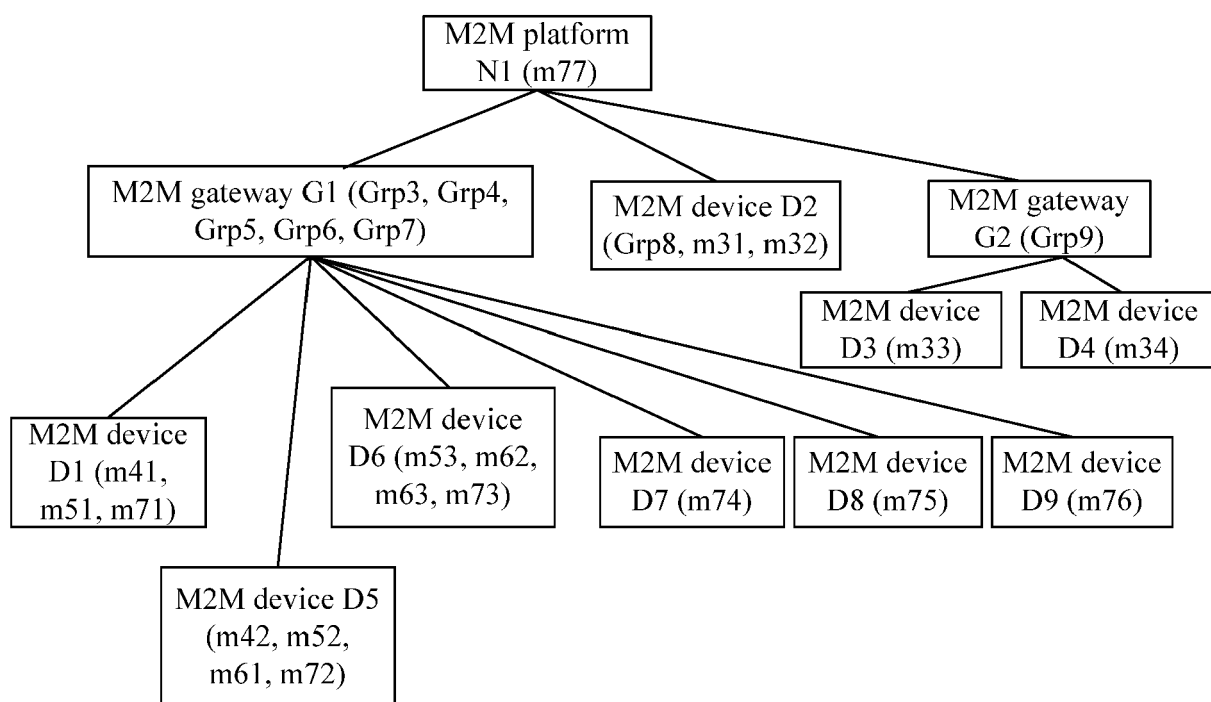 M2M platform
N1 (m77)
M2M gateway G1 (Grp3, Grp4,
Grp5, Grp6, Grp7)
M2M device D2
(Grp8, m31, m32)
M2M gateway
G2 (Grp9)
M2M device
D3 (m33)
M2M device
D4 (m34)
M2M device
D1 (m41,
m51, m71)
M2M device
D6 (m53, m62,
m63, m73)
M2M device
D7 (m74)
M2M device
D8 (m75)
M2M device
D9 (m76)
M2M device D5
(m42, m52,
m61, m72)